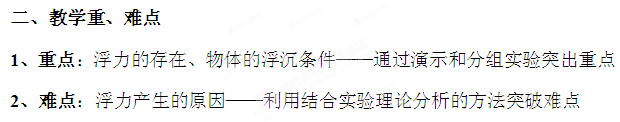 二、教学重、难点
1、重点：浮力的存在、物体的浮沉条件——通过演示和分组实验突出重点
2、难点：浮力产生的原因——利用结合实验理论分析的方法突破难点